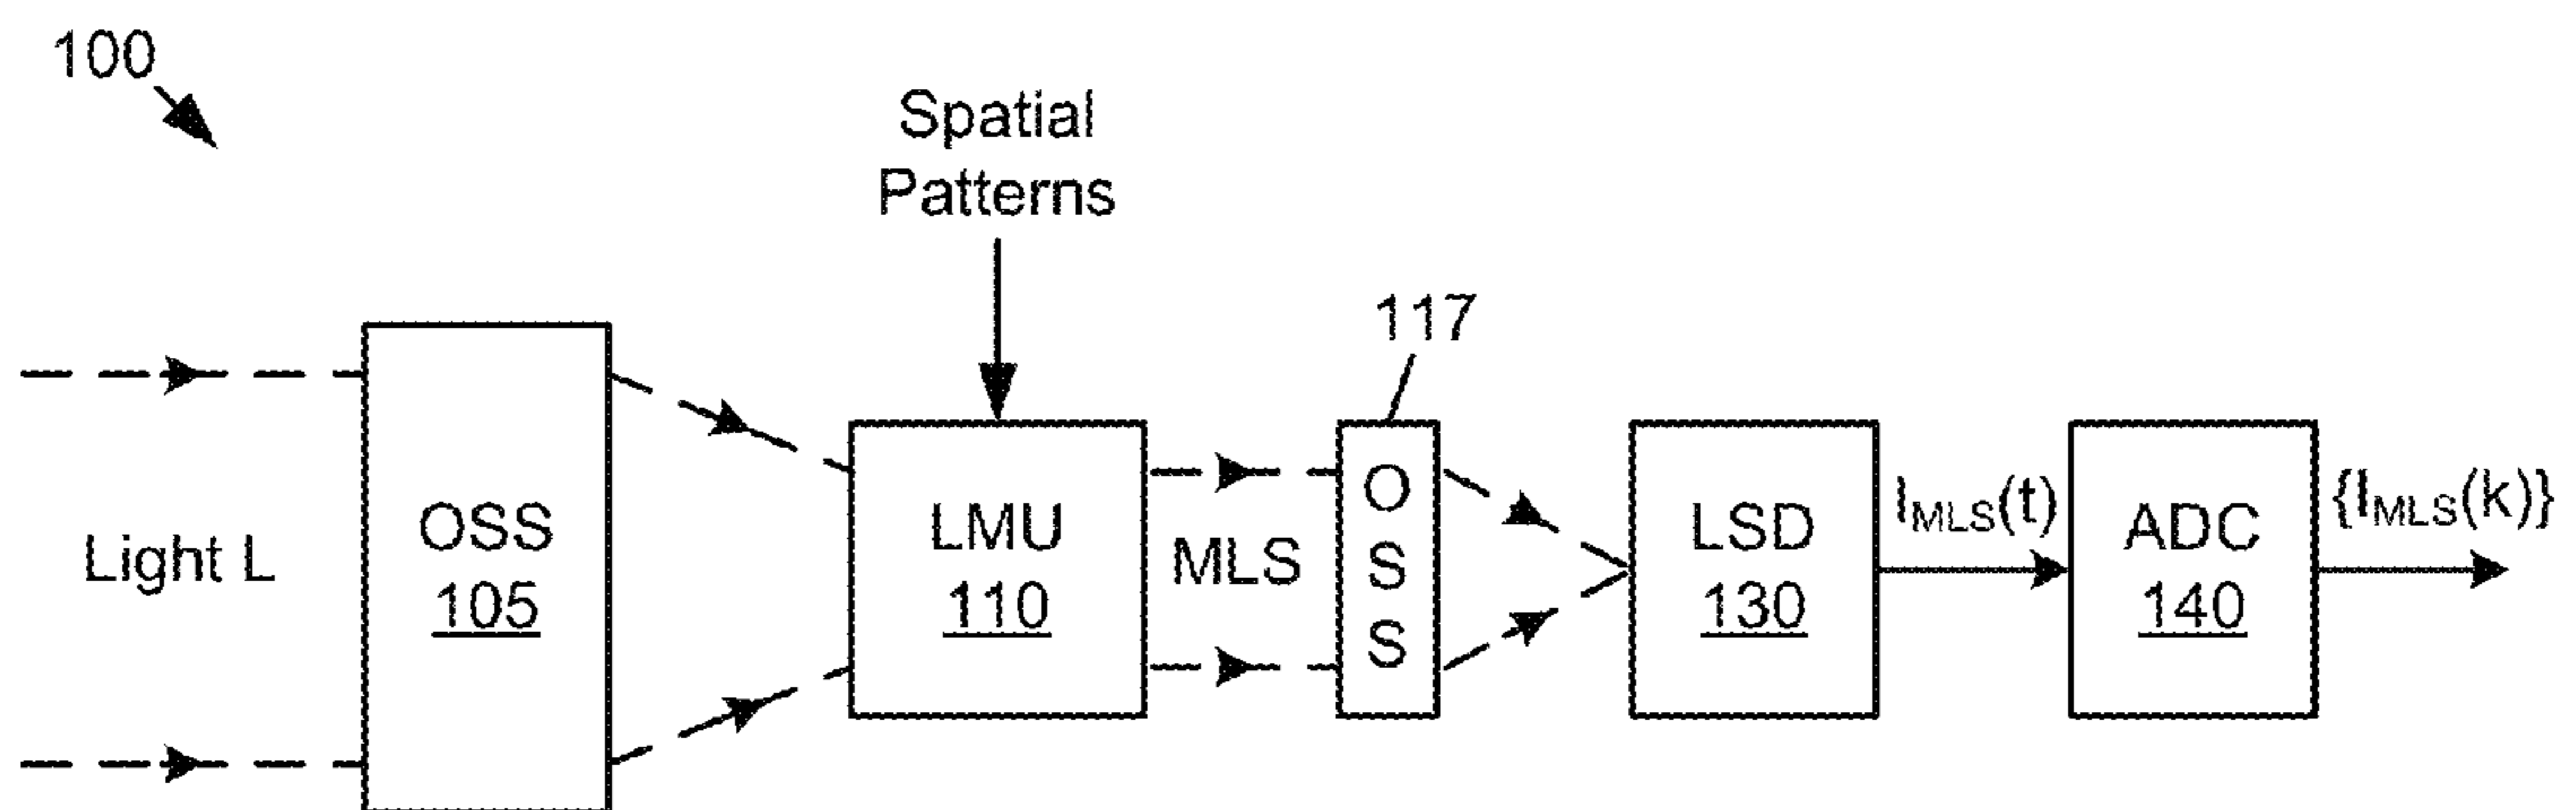 100
Spatial
Patterns
117
Light L
OSS
105
LMU
110
MLS
O
S
S
LSD
130
I_MLS(t)
ADC
140
{I_MLS(k)}